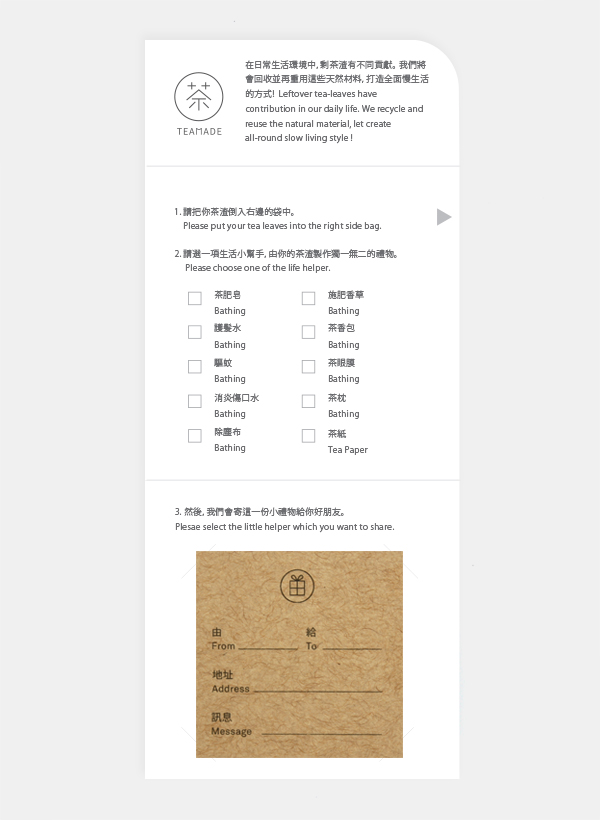 茶
TEAMADE
在日常生活環境中, 剩茶渣有不同貢獻。我們將
會回收並再重用這些天然材料, 打造全面慢生活
的方式! Leftover tea-leaves have
contribution in our daily life. We recycle and
reuse the natural material, let create
all-round slow living style !
1. 請把你茶渣倒入右邊的袋中。
Please put your tea leaves into the right side bag.
2. 請選一項生活小幫手, 由你的茶渣製作獨一無二的禮物。
Please choose one of the life helper.
茶肥皂
Bathing
施肥香草
Bathing
護髮水
Bathing
茶香包
Bathing
驅蚊
Bathing
茶眼膜
Bathing
消炎傷口水
Bathing
茶枕
Bathing
除塵布
Bathing
茶紙
Tea Paper
3. 然後, 我們會寄這一份小禮物給你好朋友。
Plesae select the little helper which you want to share.
由 給
From To
地址
Address
訊息
Message